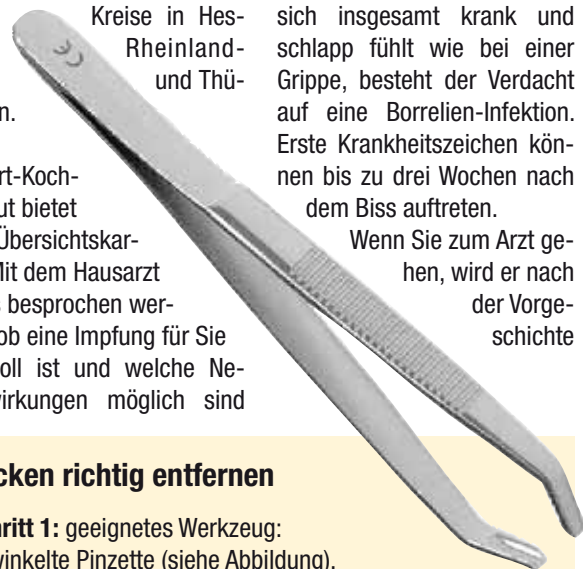 Kreise in Hes-
Rheinland-
und Thü-
n.
rt-Koch-
ut bietet
Übersichtskar-
Mit dem Hausarzt
s besprochen wer-
ob eine Impfung für Sie
oll ist und welche Ne-
wirkungen möglich sind
sich insgesamt krank und
schlapp fühlt wie bei einer
Grippe, besteht der Verdacht
auf eine Borrelien-Infektion.
Erste Krankheitszeichen kön-
nen bis zu drei Wochen nach
dem Biss auftreten.
Wenn Sie zum Arzt ge-
hen, wird er nach
der Vorge-
schichte
cken richtig entfernen
ritt 1: geeignetes Werkzeug:
winkelte Pinzette (siehe Abbildung).
CE